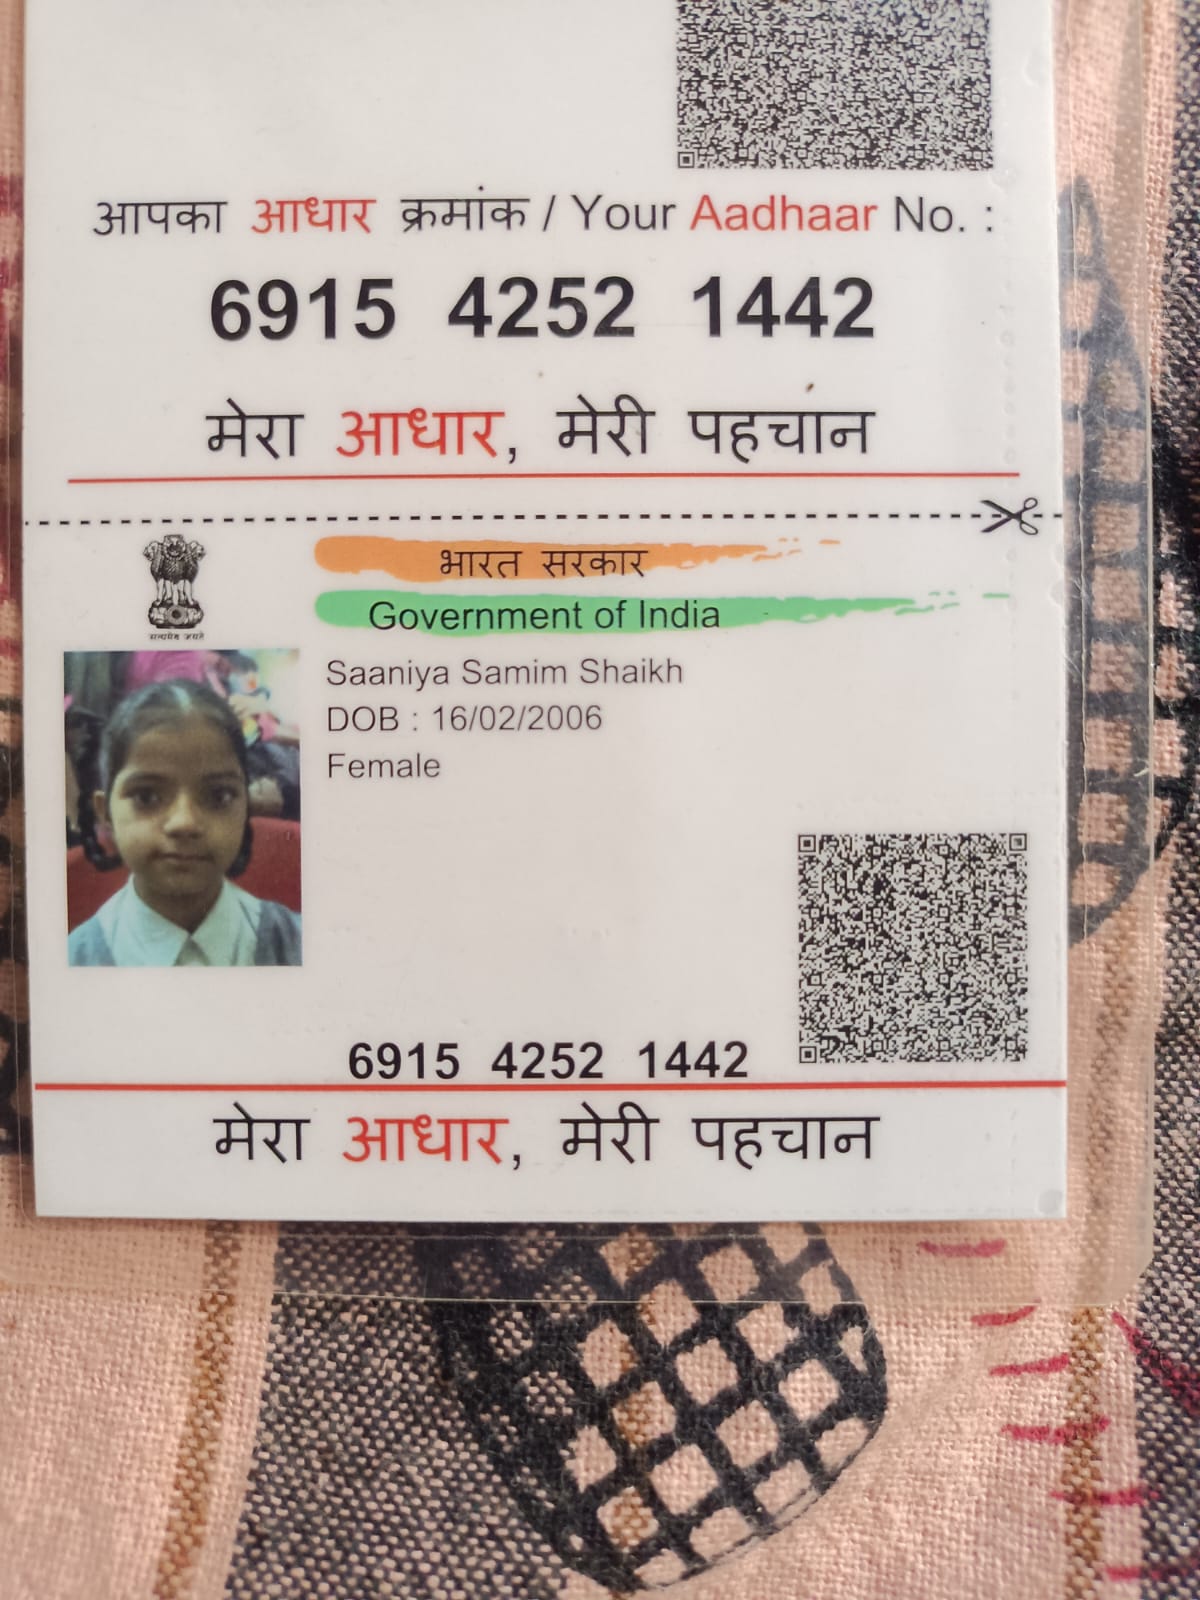 आपका आधार क्रमांक / Your Aadhaar No. :
6915 4252 1442
मेरा आधार, मेरी पहचान
भारत सरकार
Government of India
सत्यमेव जयते
Saaniya Samim Shaikh
DOB : 16/02/2006
Female
6915 4252 1442
मेरा आधार, मेरी पहचान